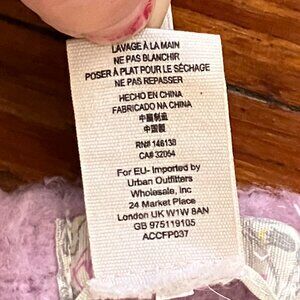 LAVAGE À LA MAIN
NE PAS BLANCHIR
POSER À PLAT POUR LE SÉCHAGE
NE PAS REPASSER
HECHO EN CHINA
FABRICADO NA CHINA
中國制造
中国製
RN# 146138
CA# 32054
For EU- Imported by
Urban Outfitters
Wholesale, Inc
24 Market Place
London UK W1W 8AN
GB 975119105
ACCFP037